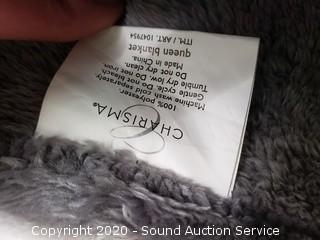 CHARISMA®
100% polyester
Machine wash cold separately.
Gentle cycle. Do not bleach.
Tumble dry low. Do not iron.
Do not dry clean.
Made in China.
queen blanket
ITM. / ART. 1047954
Copyright 2020 - Sound Auction Service